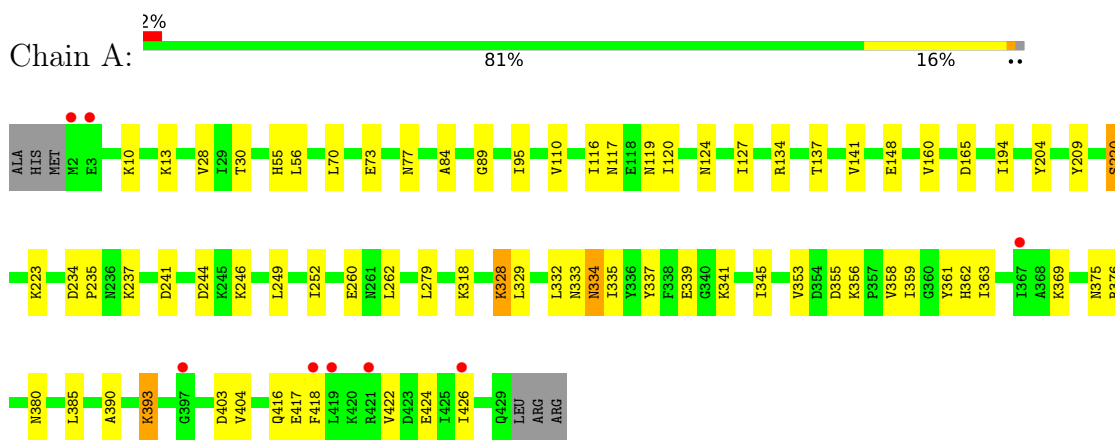 2%
Chain A:
81% 16% ••
ALA HIS MET M2 E3 K10 K13 V28 I29 T30 H55 L56 L70 E73 N77 A84 G89 I95 V110 I116 N117 E118 N119 I120 N124 I127 R134 T137 V141 E148 V160 D165 I194 Y204 Y209 S220
K223 D234 P235 N236 K237 D241 D244 K245 K246 L249 I252 E260 N261 L262 L279 K318 K328 L329 L332 N333 N334 I335 Y336 Y337 F338 E339 G340 K341 I345 V353 D354 D355 K356 P357 V358 I359 G360 Y361 H362 I363 I367 A368 K369 N375
N380 L385 A390 K393 G397 D403 V404 Q416 E417 F418 L419 K420 R421 V422 D423 E424 I425 I426 Q429 LEU ARG ARG